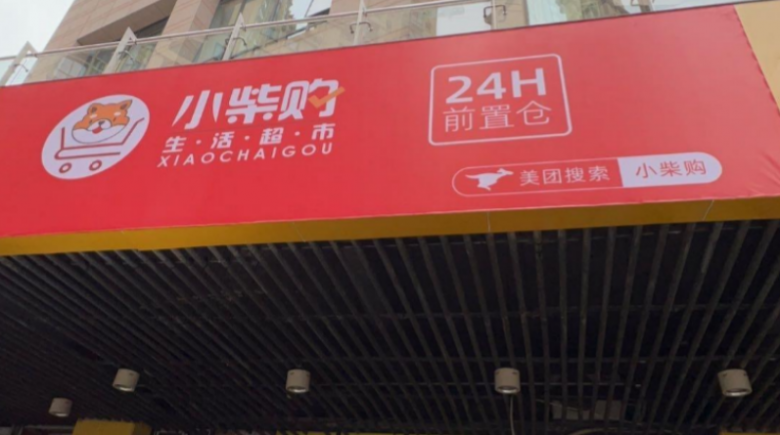 小柴购
生·活·超·市
XIAOCHAIGOU
24H
前置仓
美团搜索 小柴购